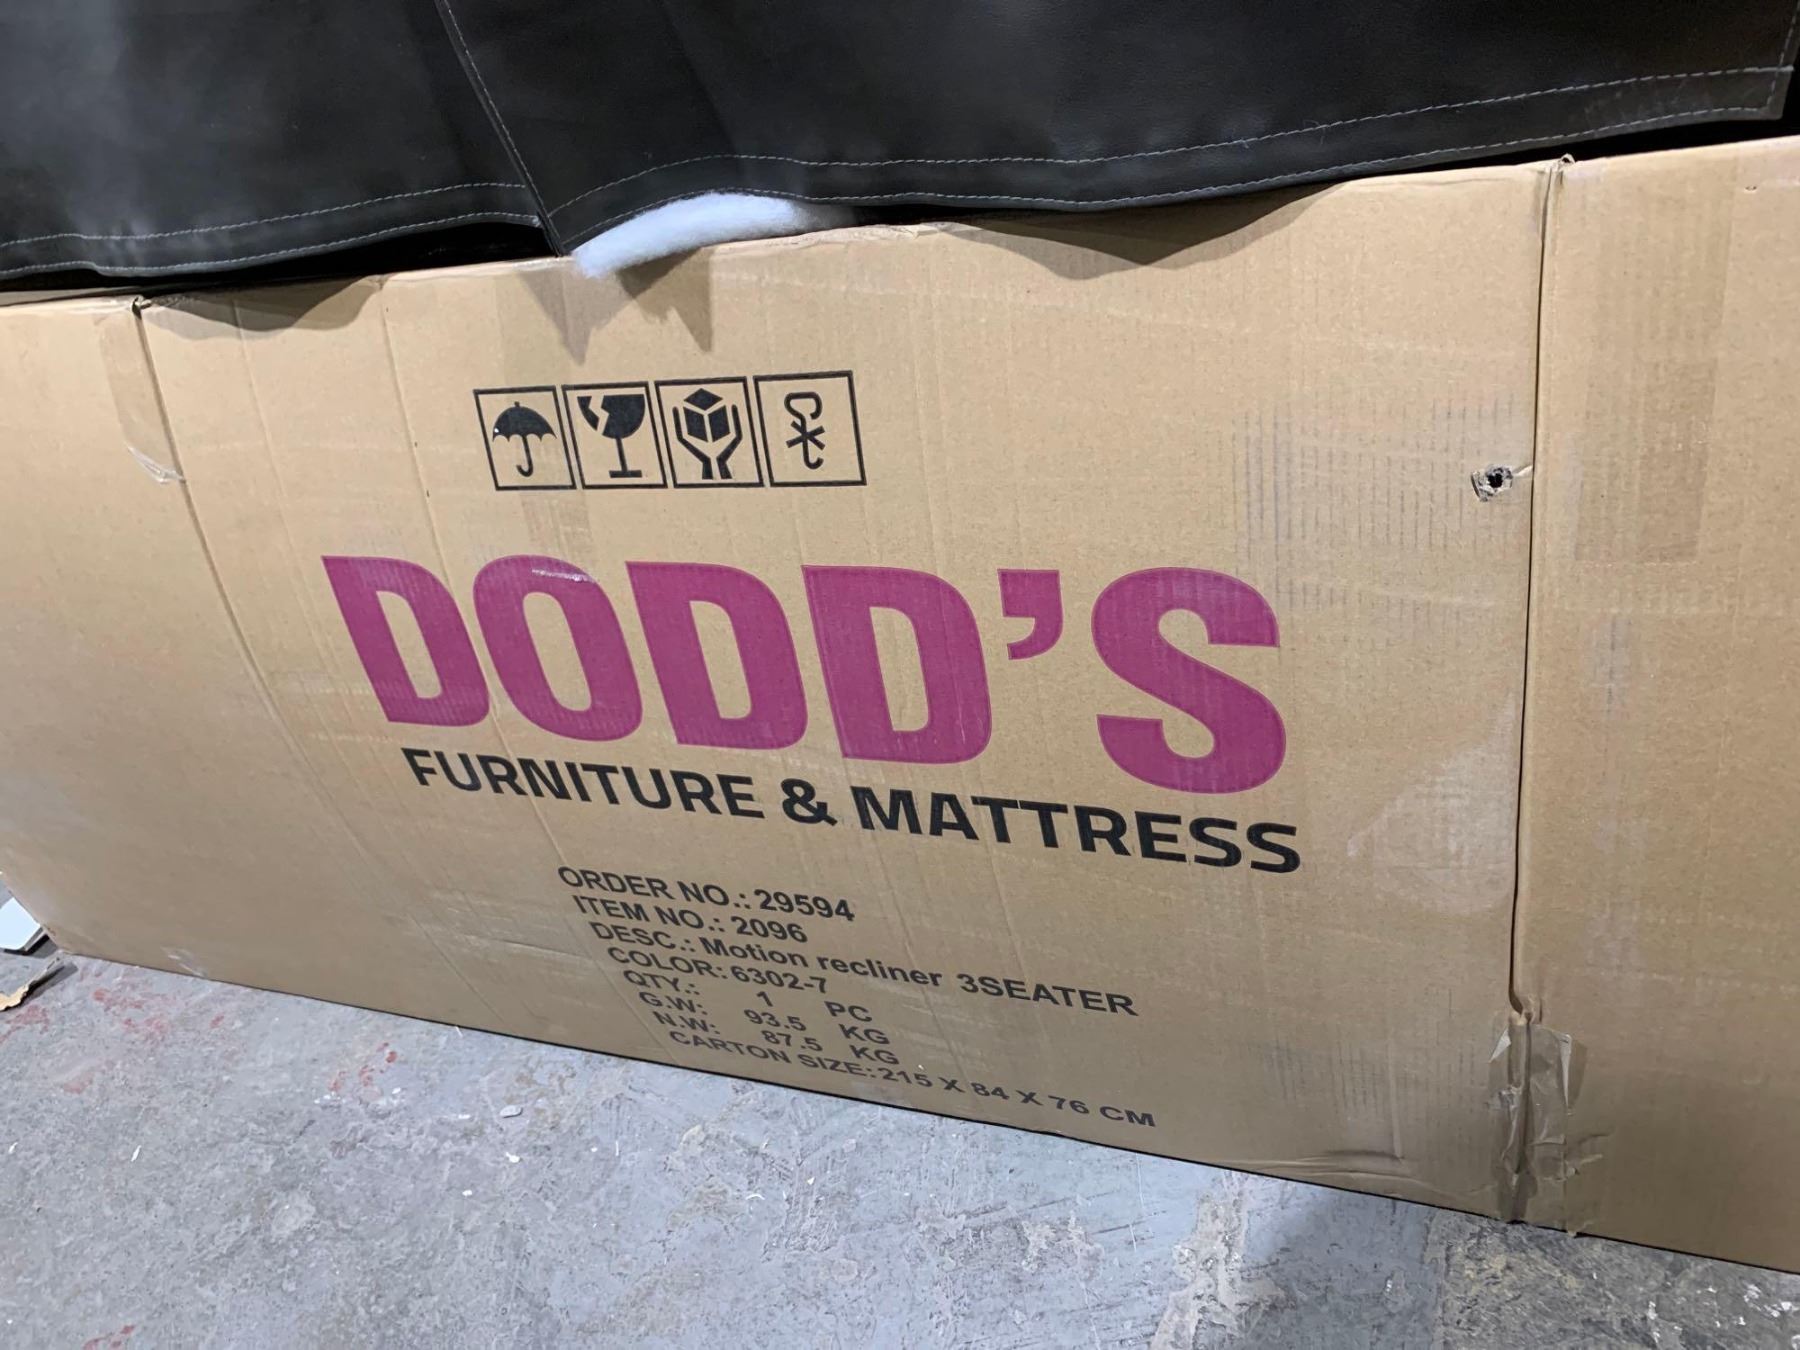 DODD'S
FURNITURE & MATTRESS
ORDER NO.: 29594
ITEM NO.: 2096
DESC.: Motion recliner 3SEATER
COLOR: 6302-7
QTY.: 1 PC
G.W: 93.5 KG
N.W: 87.5 KG
CARTON SIZE: 215 X 84 X 76 CM